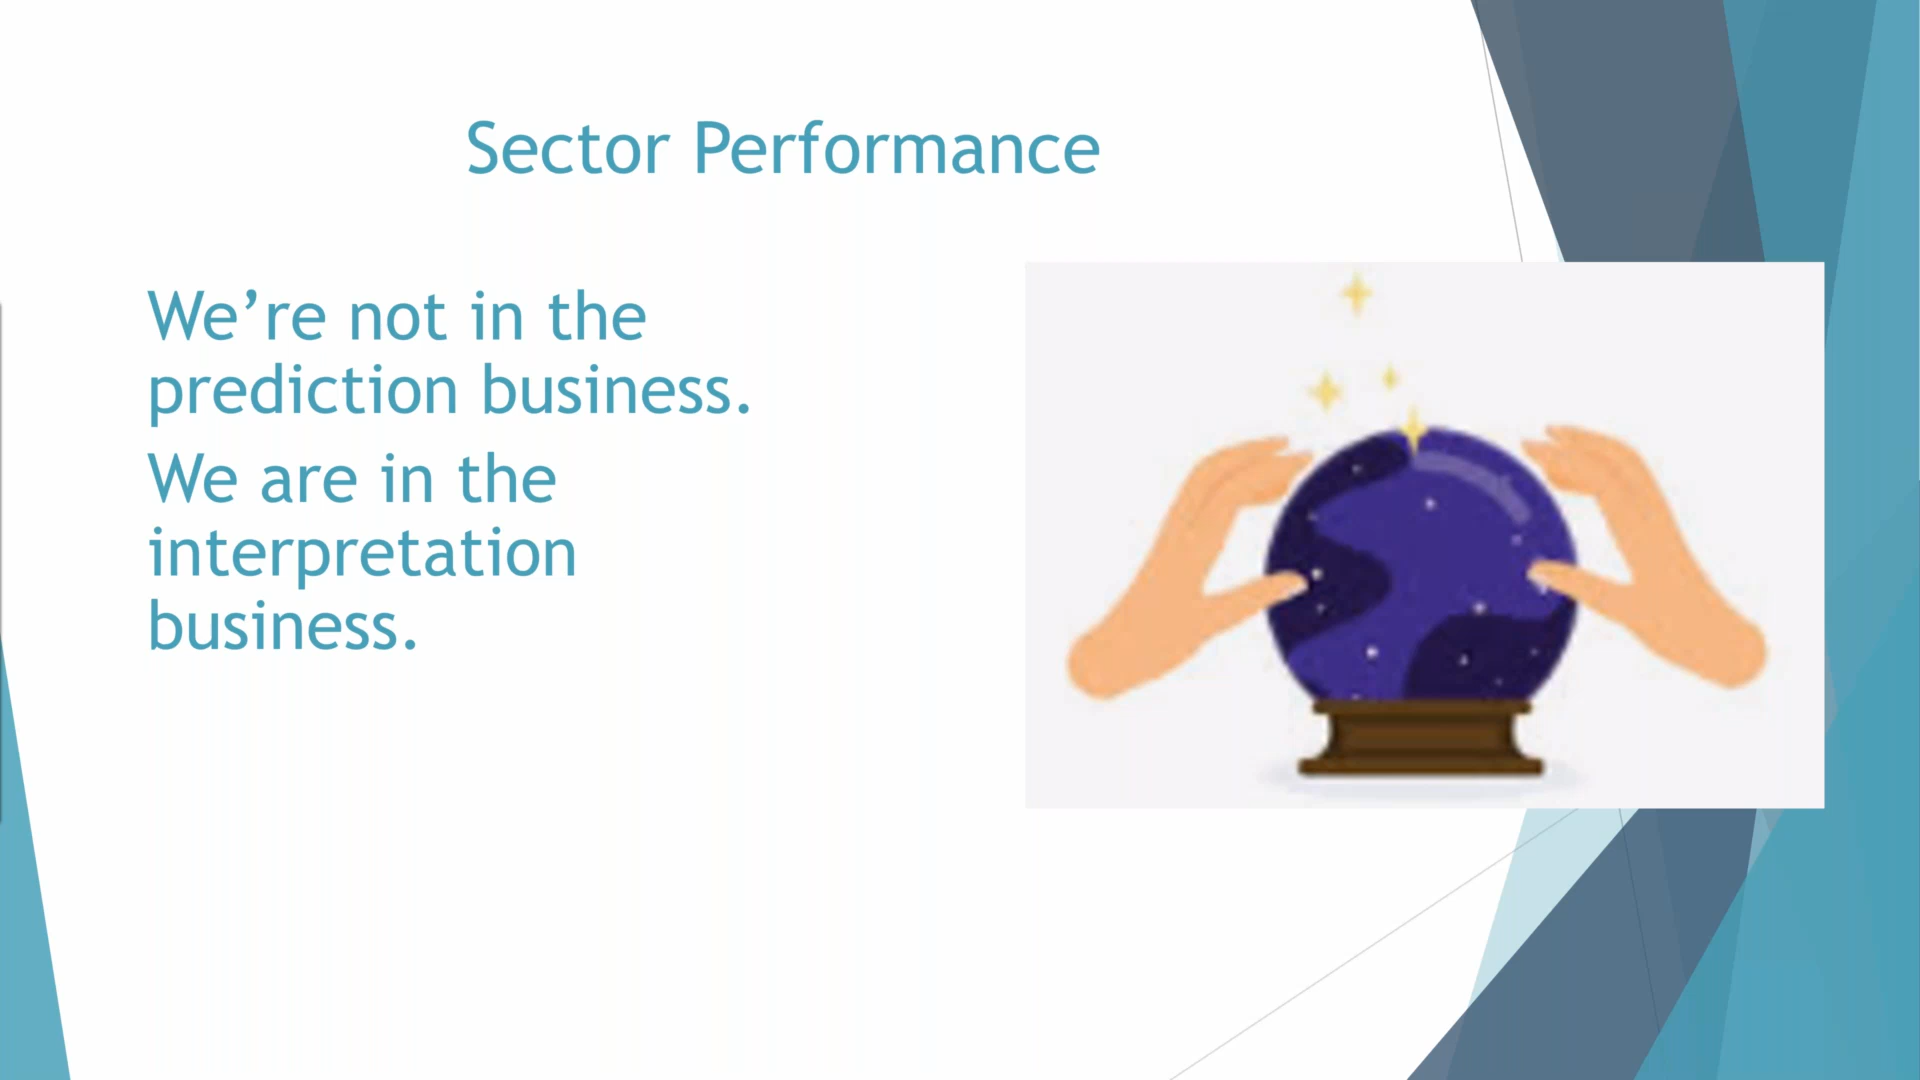 Sector Performance
We’re not in the
prediction business.
We are in the
interpretation
business.